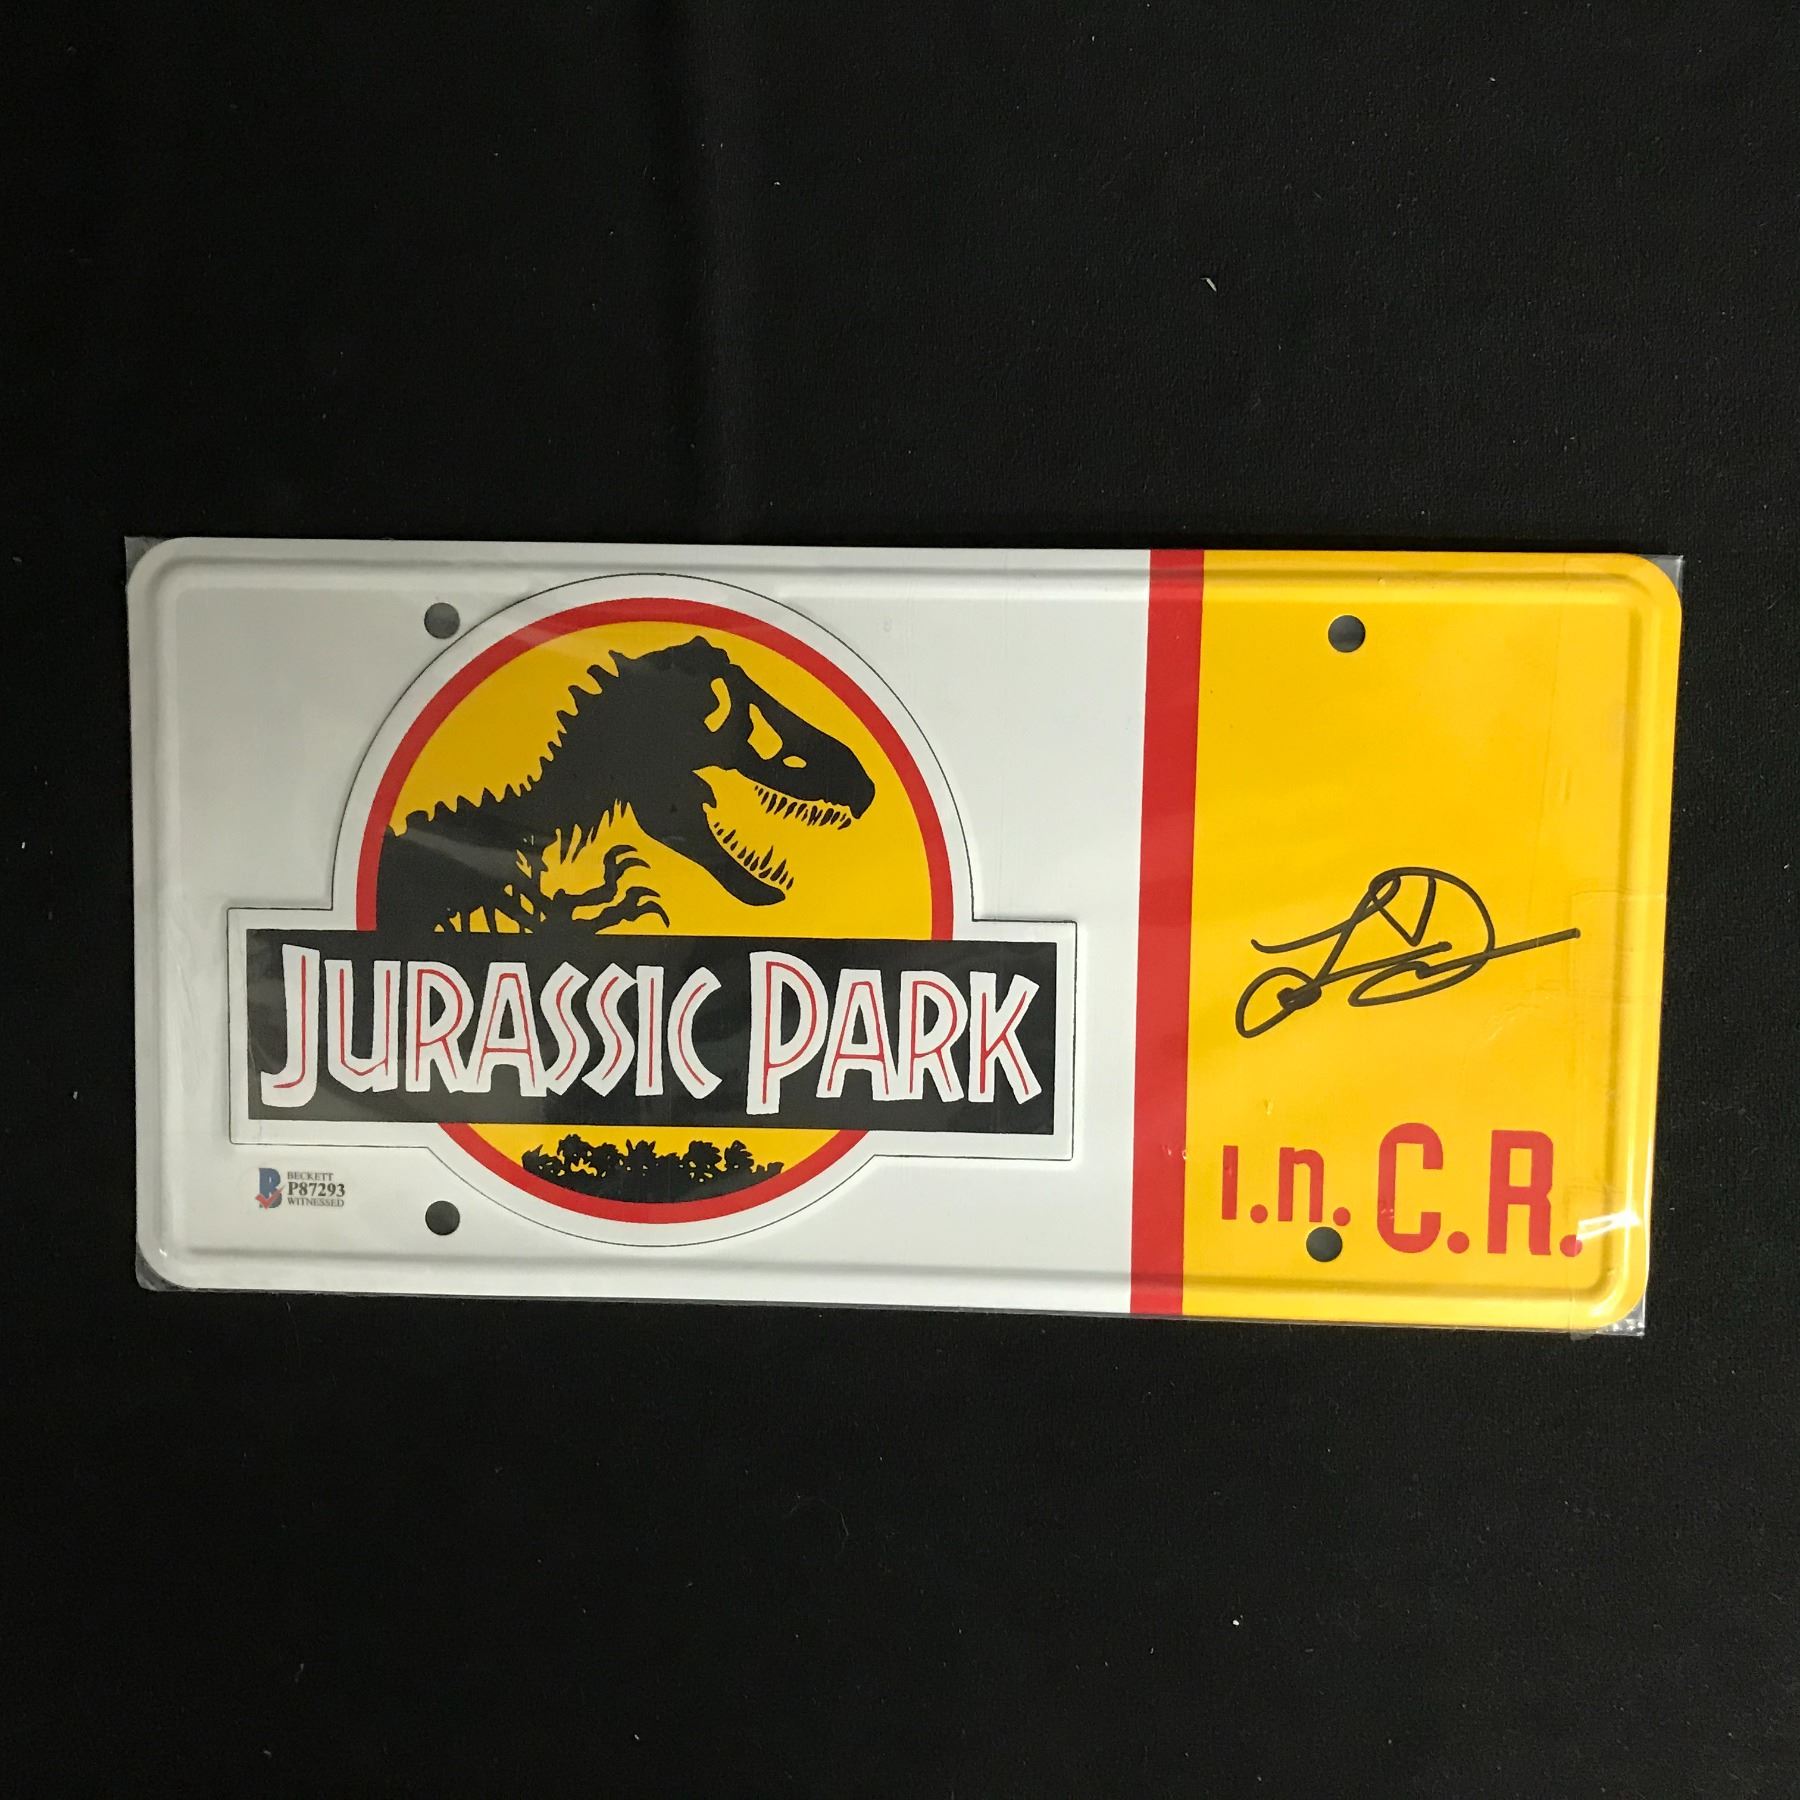 JURASSIC PARK
BECKETT
P87293
WITNESSED
I.n.C.R.